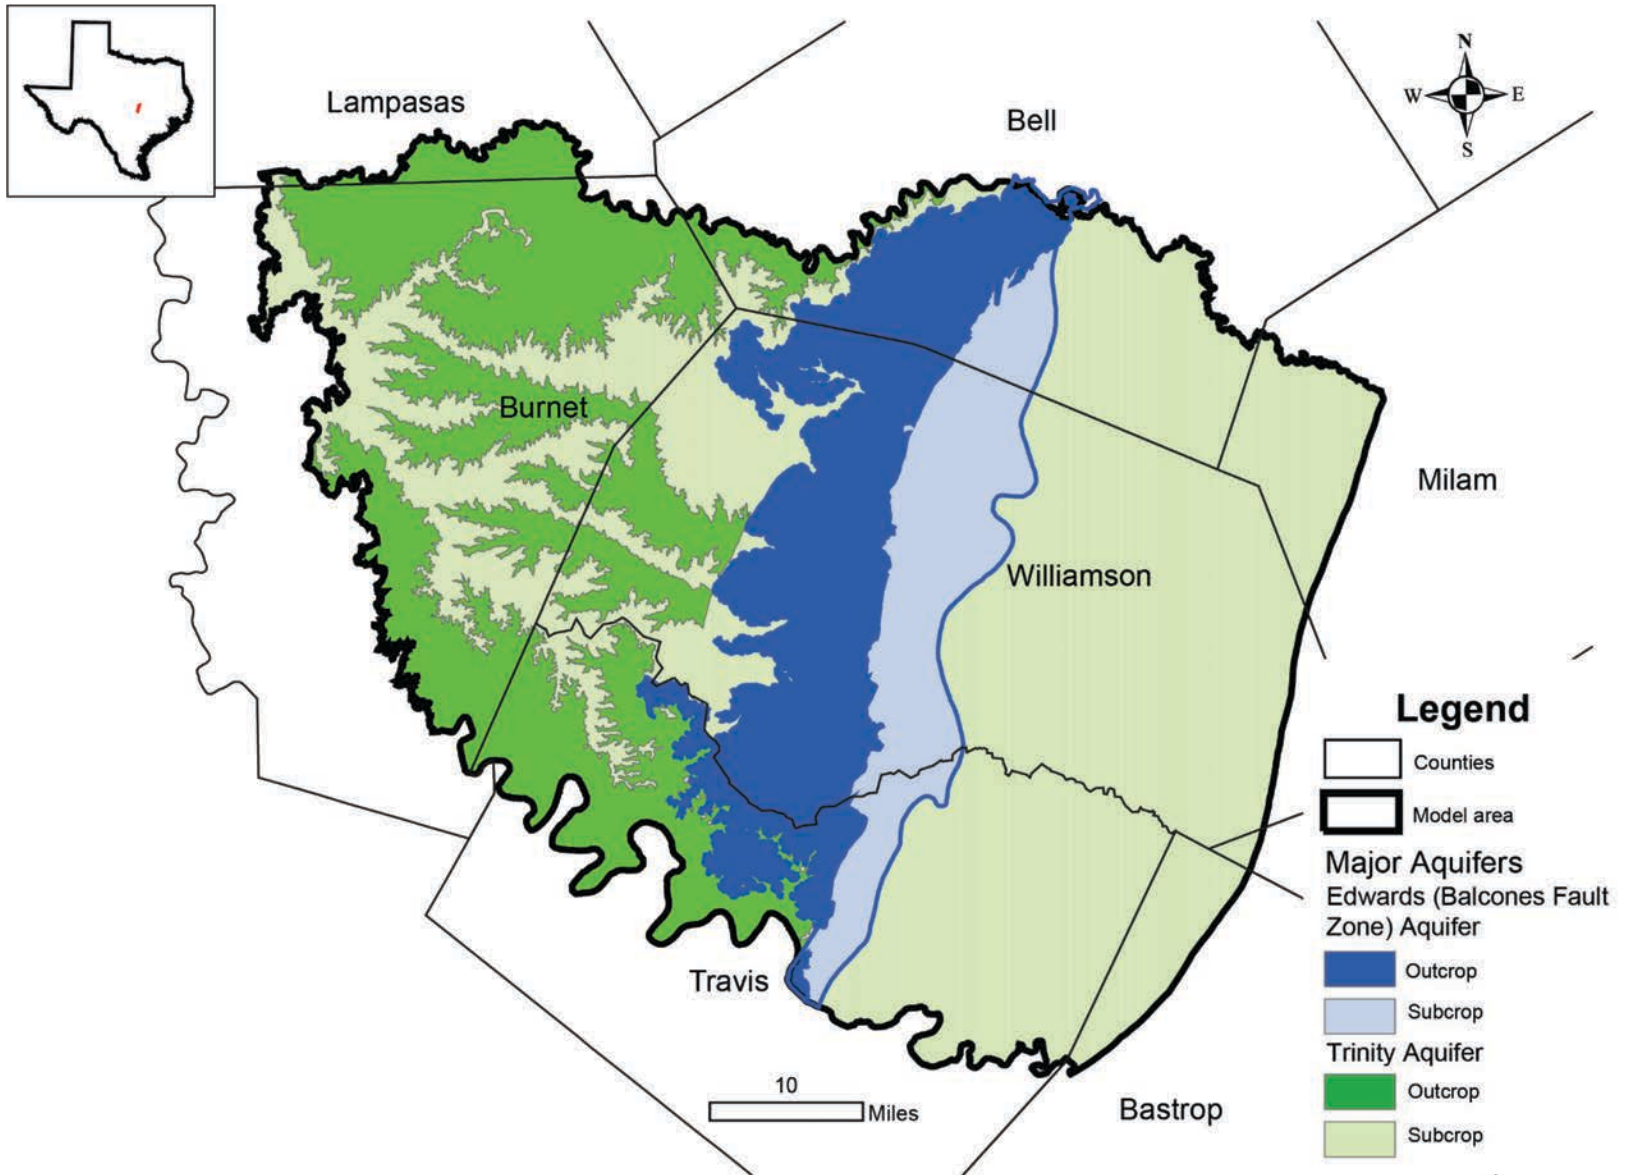 Lampasas
Bell
N
W
E
S
Burnet
Milam
Williamson
Travis
Bastrop
10
Miles
Legend
Counties
Model area
Major Aquifers
Edwards (Balcones Fault
Zone) Aquifer
Outcrop
Subcrop
Trinity Aquifer
Outcrop
Subcrop